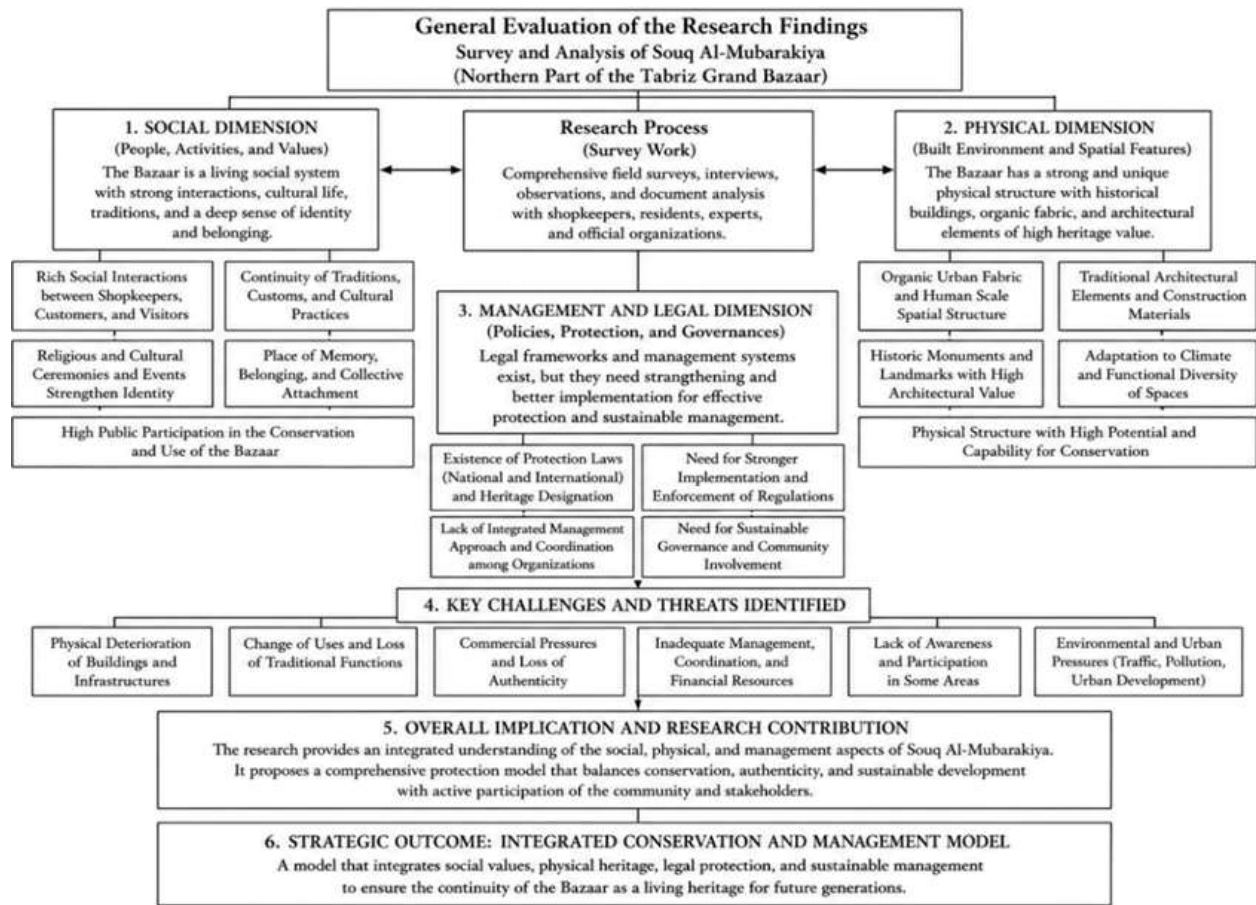 General Evaluation of the Research Findings
Survey and Analysis of Souq Al-Mubarakiya
(Northern Part of the Tabriz Grand Bazaar)
1. SOCIAL DIMENSION
(People, Activities, and Values)
The Bazaar is a living social system
with strong interactions, cultural life,
traditions, and a deep sense of identity
and belonging.
Research Process
(Survey Work)
Comprehensive field surveys, interviews,
observations, and document analysis
with shopkeepers, residents, experts,
and official organizations.
2. PHYSICAL DIMENSION
(Built Environment and Spatial Features)
The Bazaar has a strong and unique
physical structure with historical
buildings, organic fabric, and architectural
elements of high heritage value.
Rich Social Interactions
between Shopkeepers,
Customers, and Visitors
Continuity of Traditions,
Customs, and Cultural
Practices
Religious and Cultural
Ceremonies and Events
Strengthen Identity
Place of Memory,
Belonging, and Collective
Attachment
High Public Participation in the Conservation
and Use of the Bazaar
3. MANAGEMENT AND LEGAL DIMENSION
(Policies, Protection, and Governances)
Legal frameworks and management systems
exist, but they need strengthening and
better implementation for effective
protection and sustainable management.
Existence of Protection Laws
(National and International)
and Heritage Designation
Need for Stronger
Implementation and
Enforcement of Regulations
Lack of Integrated Management
Approach and Coordination
among Organizations
Need for Sustainable
Governance and Community
Involvement
Organic Urban Fabric
and Human Scale
Spatial Structure
Traditional Architectural
Elements and Construction
Materials
Historic Monuments and
Landmarks with High
Architectural Value
Adaptation to Climate
and Functional Diversity
of Spaces
Physical Structure with High Potential and
Capability for Conservation
4. KEY CHALLENGES AND THREATS IDENTIFIED
Physical Deterioration
of Buildings and
Infrastructures
Change of Uses and Loss
of Traditional Functions
Commercial Pressures
and Loss of
Authenticity
Inadequate Management,
Coordination, and
Financial Resources
Lack of Awareness
and Participation
in Some Areas
Environmental and Urban
Pressures (Traffic, Pollution,
Urban Development)
5. OVERALL IMPLICATION AND RESEARCH CONTRIBUTION
The research provides an integrated understanding of the social, physical, and management aspects of Souq Al-Mubarakiya.
It proposes a comprehensive protection model that balances conservation, authenticity, and sustainable development
with active participation of the community and stakeholders.
6. STRATEGIC OUTCOME: INTEGRATED CONSERVATION AND MANAGEMENT MODEL
A model that integrates social values, physical heritage, legal protection, and sustainable management
to ensure the continuity of the Bazaar as a living heritage for future generations.